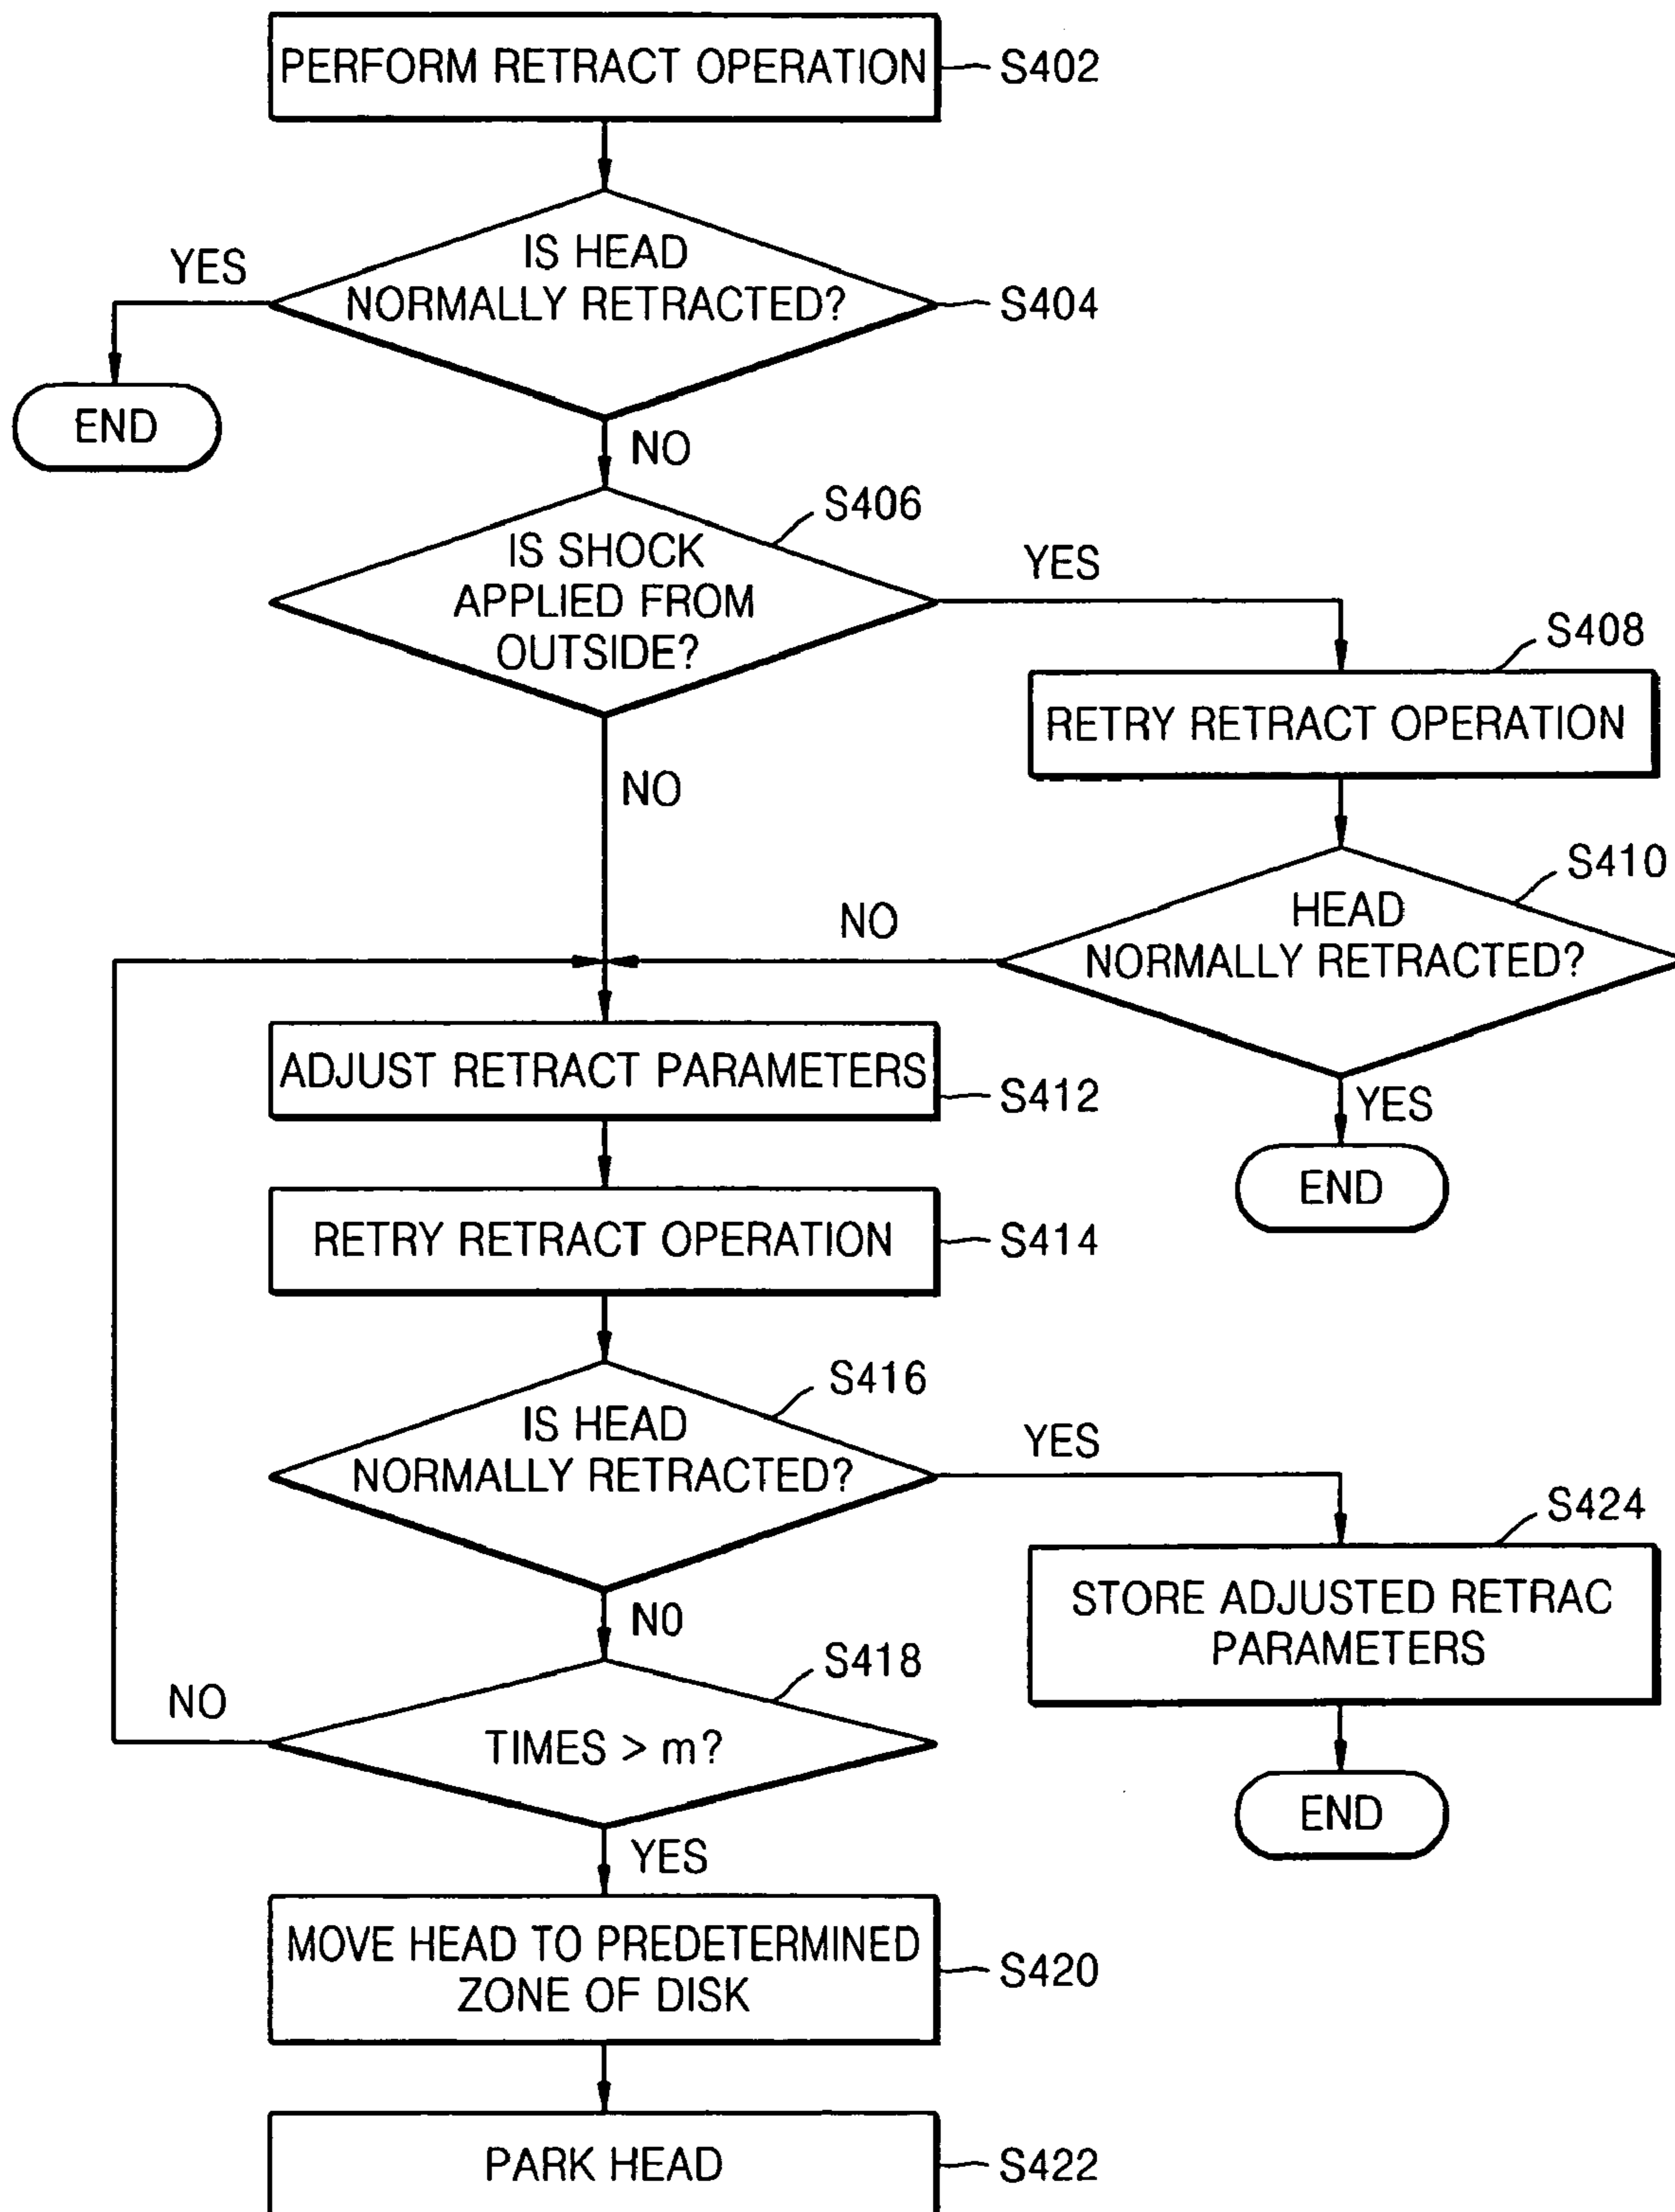 PERFORM RETRACT OPERATION
S402
IS HEAD
NORMALLY RETRACTED?
S404
YES
END
NO
S406
IS SHOCK
APPLIED FROM
OUTSIDE?
YES
S408
RETRY RETRACT OPERATION
NO
S410
HEAD
NORMALLY RETRACTED?
NO
YES
END
ADJUST RETRACT PARAMETERS
S412
RETRY RETRACT OPERATION
S414
S416
IS HEAD
NORMALLY RETRACTED?
YES
S424
STORE ADJUSTED RETRAC
PARAMETERS
END
NO
S418
TIMES > m?
NO
YES
MOVE HEAD TO PREDETERMINED
ZONE OF DISK
S420
PARK HEAD
S422